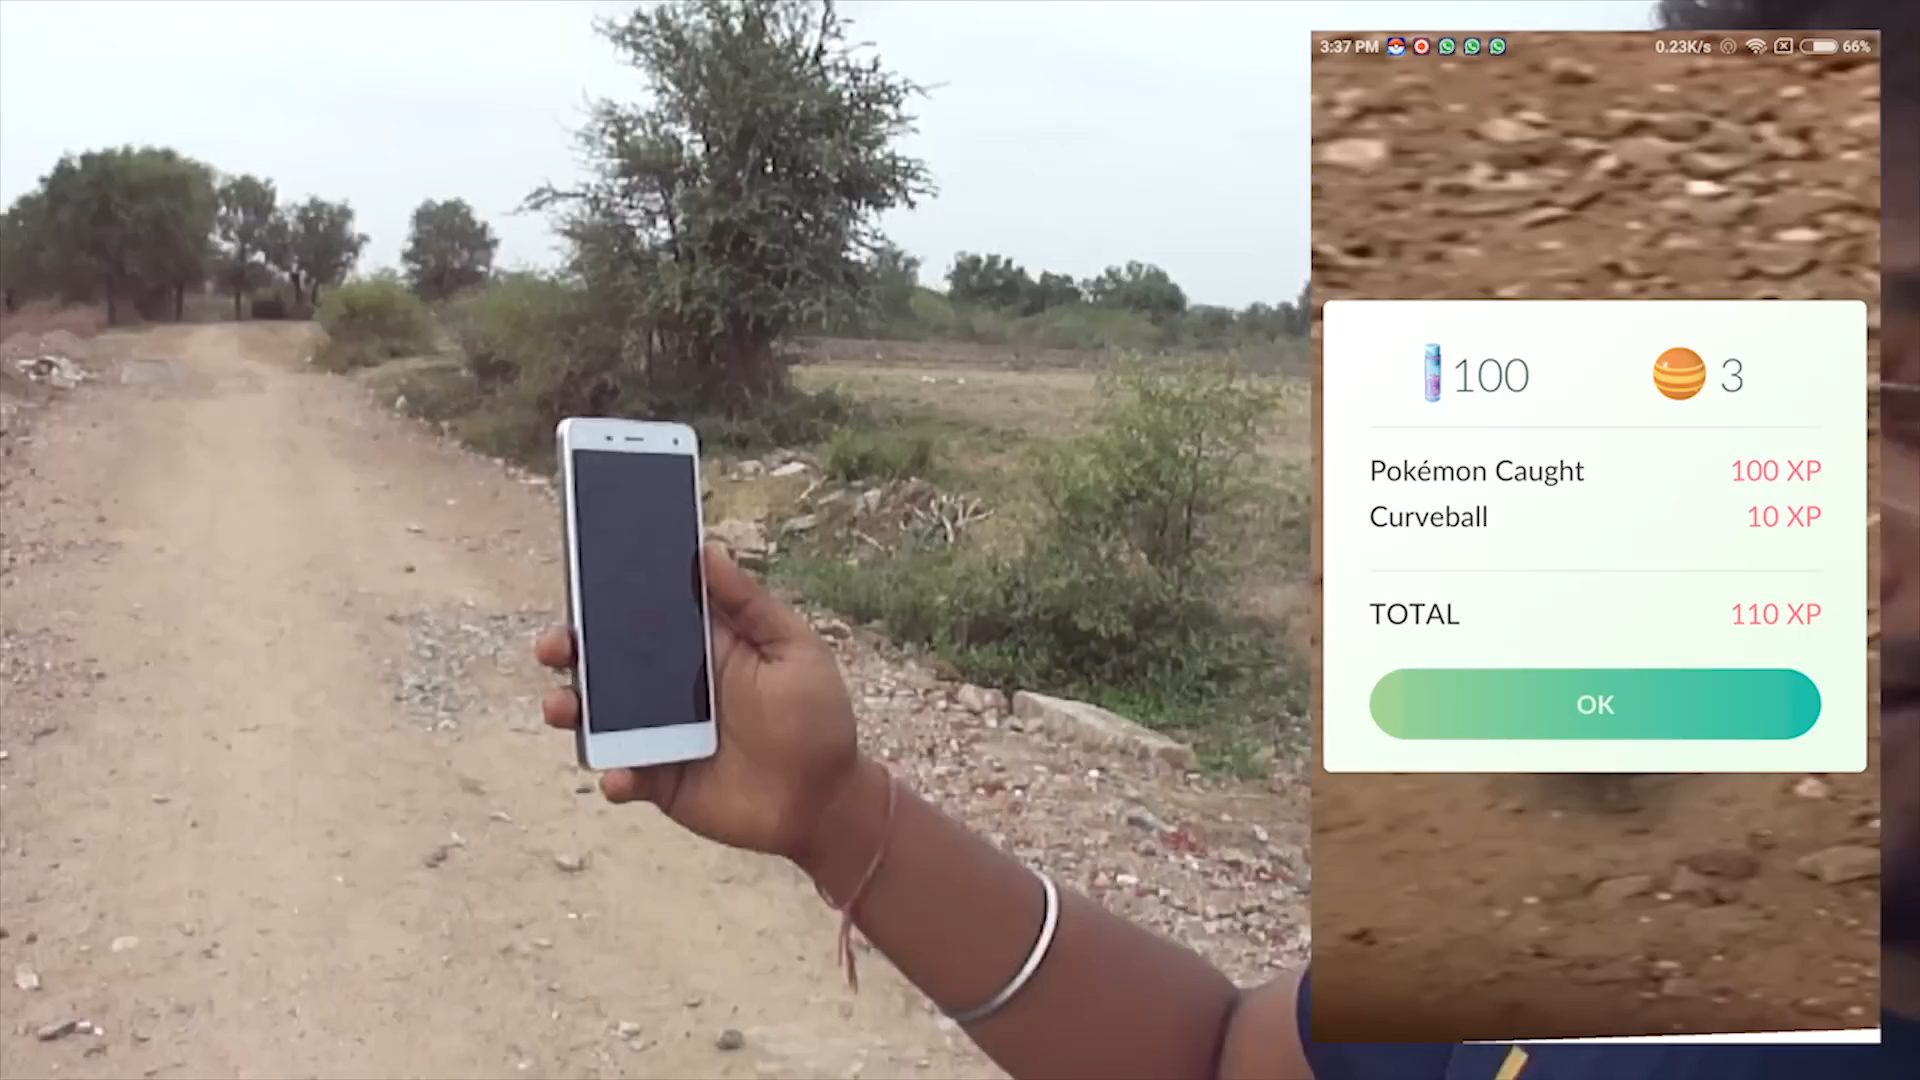 3:37 PM 0.23K/s 66%
100 3
Pokémon Caught 100 XP
Curveball 10 XP
TOTAL 110 XP
OK